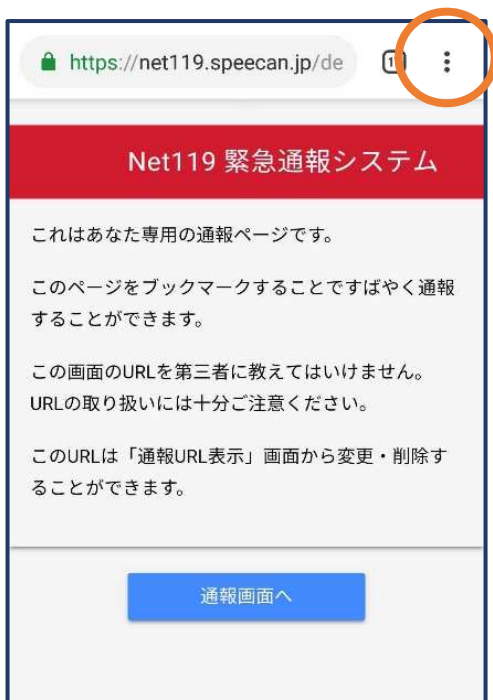 https://net119.speecan.jp/de
Net119 緊急通報システム
これはあなた専用の通報ページです。
このページをブックマークすることですばやく通報
することができます。
この画面のURLを第三者に教えてはいけません。
URLの取り扱いには十分ご注意ください。
このURLは「通報URL表示」画面から変更・削除す
ることができます。
通報画面へ